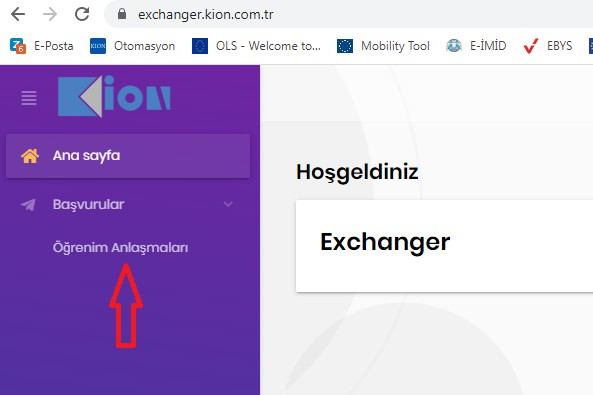 exchanger.kion.com.tr
E-Posta KION Otomasyon OLS - Welcome to... Mobility Tool E-İMİD EBYS
Kion
Ana sayfa
Başvurular
Öğrenim Anlaşmaları
Hoşgeldiniz
Exchanger